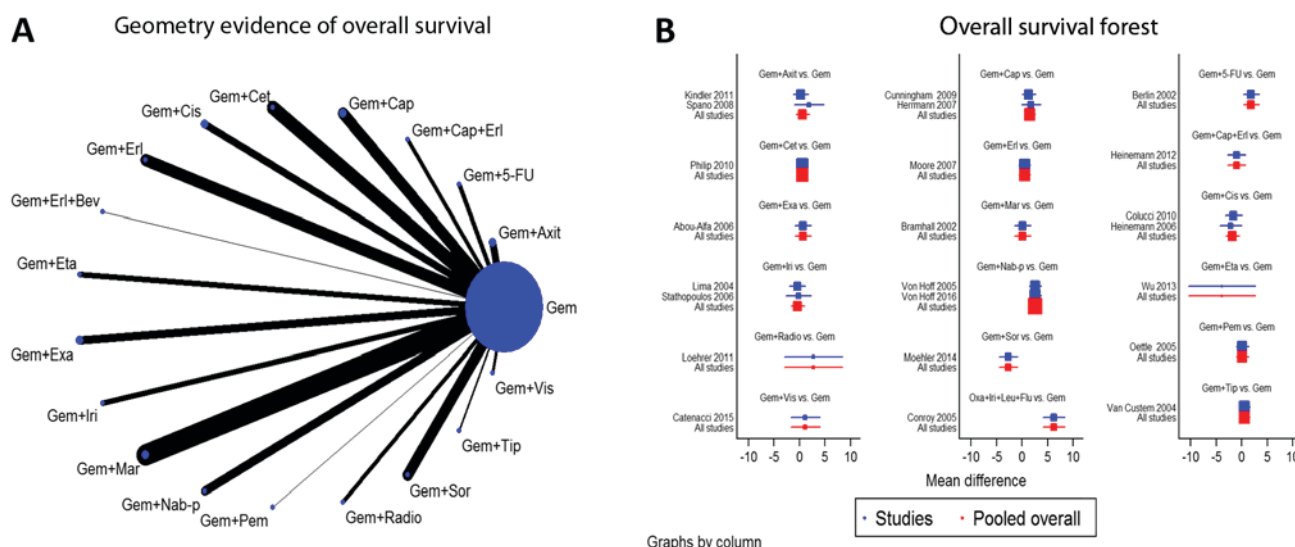 A
Geometry evidence of overall survival
Gem+Cet
Gem+Cap
Gem+Cis
Gem+Cap+Erl
Gem+Erl
Gem+5-FU
Gem+Erl+Bev
Gem+Axit
Gem+Eta
Gem
Gem+Exa
Gem+Vis
Gem+Iri
Gem+Tip
Gem+Mar
Gem+Sor
Gem+Nab-p
Gem+Pem
Gem+Radio
B
Overall survival forest
Gem+Axit vs. Gem
Kindler 2011
Spano 2008
All studies
Gem+Cet vs. Gem
Philip 2010
All studies
Gem+Exa vs. Gem
Abou-Alfa 2006
All studies
Gem+Iri vs. Gem
Lima 2004
Stathopoulos 2006
All studies
Gem+Radio vs. Gem
Loehrer 2011
All studies
Gem+Vis vs. Gem
Catenacci 2015
All studies
-10 -5 0 5 10
Gem+Cap vs. Gem
Cunningham 2009
Herrmann 2007
All studies
Gem+Erl vs. Gem
Moore 2007
All studies
Gem+Mar vs. Gem
Bramhall 2002
All studies
Gem+Nab-p vs. Gem
Von Hoff 2005
Von Hoff 2016
All studies
Gem+Sor vs. Gem
Moehler 2014
All studies
Oxa+Iri+Leu+Flu vs. Gem
Conroy 2005
All studies
-10 -5 0 5 10
Gem+5-FU vs. Gem
Berlin 2002
All studies
Gem+Cap+Erl vs. Gem
Heinemann 2012
All studies
Gem+Cis vs. Gem
Colucci 2010
Heinemann 2006
All studies
Gem+Eta vs. Gem
Wu 2013
All studies
Gem+Pem vs. Gem
Oettle 2005
All studies
Gem+Tip vs. Gem
Van Custem 2004
All studies
-10 -5 0 5 10
Mean difference
Studies
Pooled overall
Graphs by column